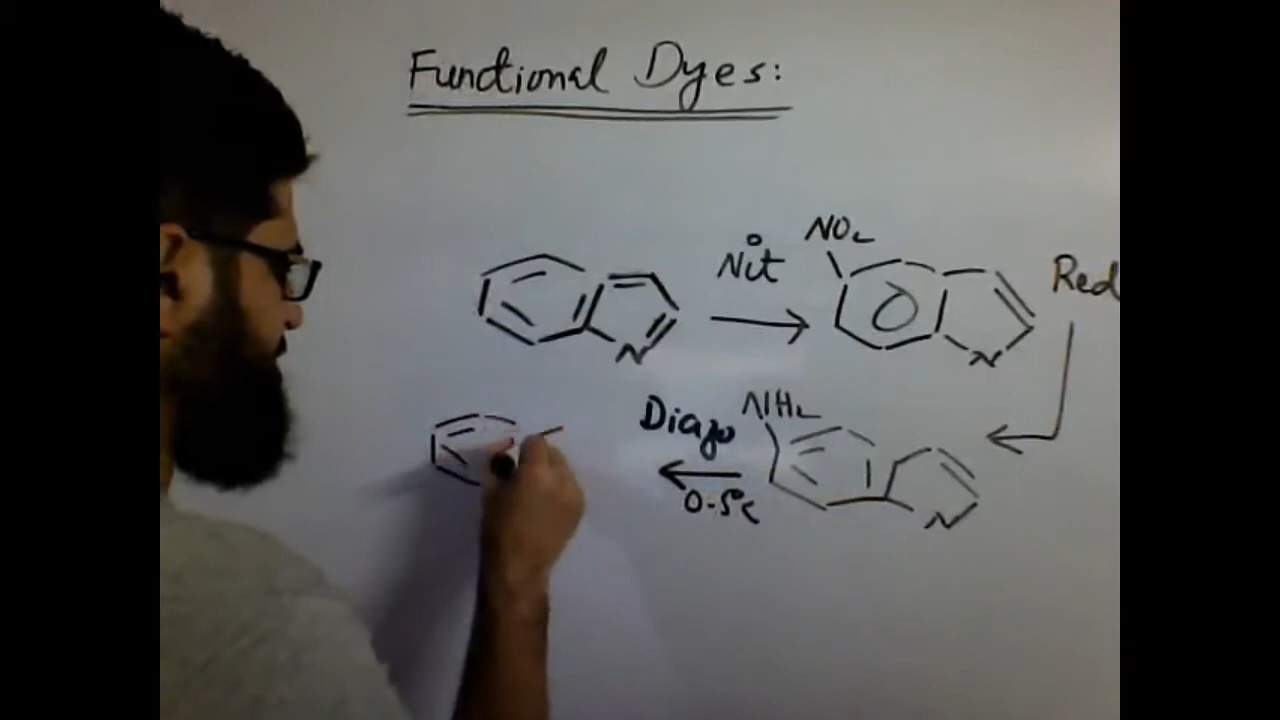 Functional Dyes:
NO₂
Nit
Red
N
N
Diazo
NH₂
0-5°C
N